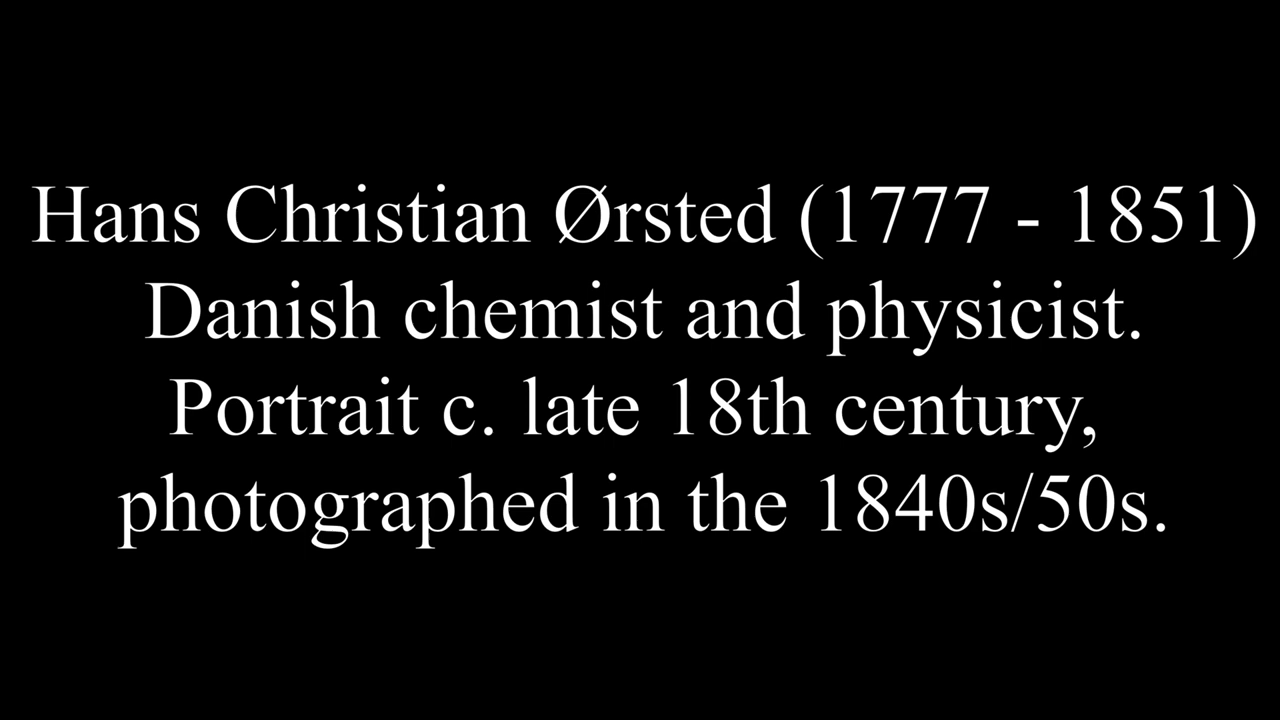 Hans Christian Ørsted (1777 - 1851)
Danish chemist and physicist.
Portrait c. late 18th century,
photographed in the 1840s/50s.